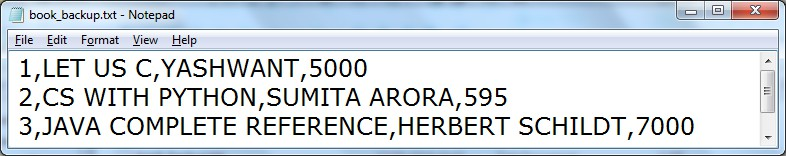 book_backup.txt - Notepad
File Edit Format View Help
1,LET US C,YASHWANT,5000
2,CS WITH PYTHON,SUMITA ARORA,595
3,JAVA COMPLETE REFERENCE,HERBERT SCHILDT,7000